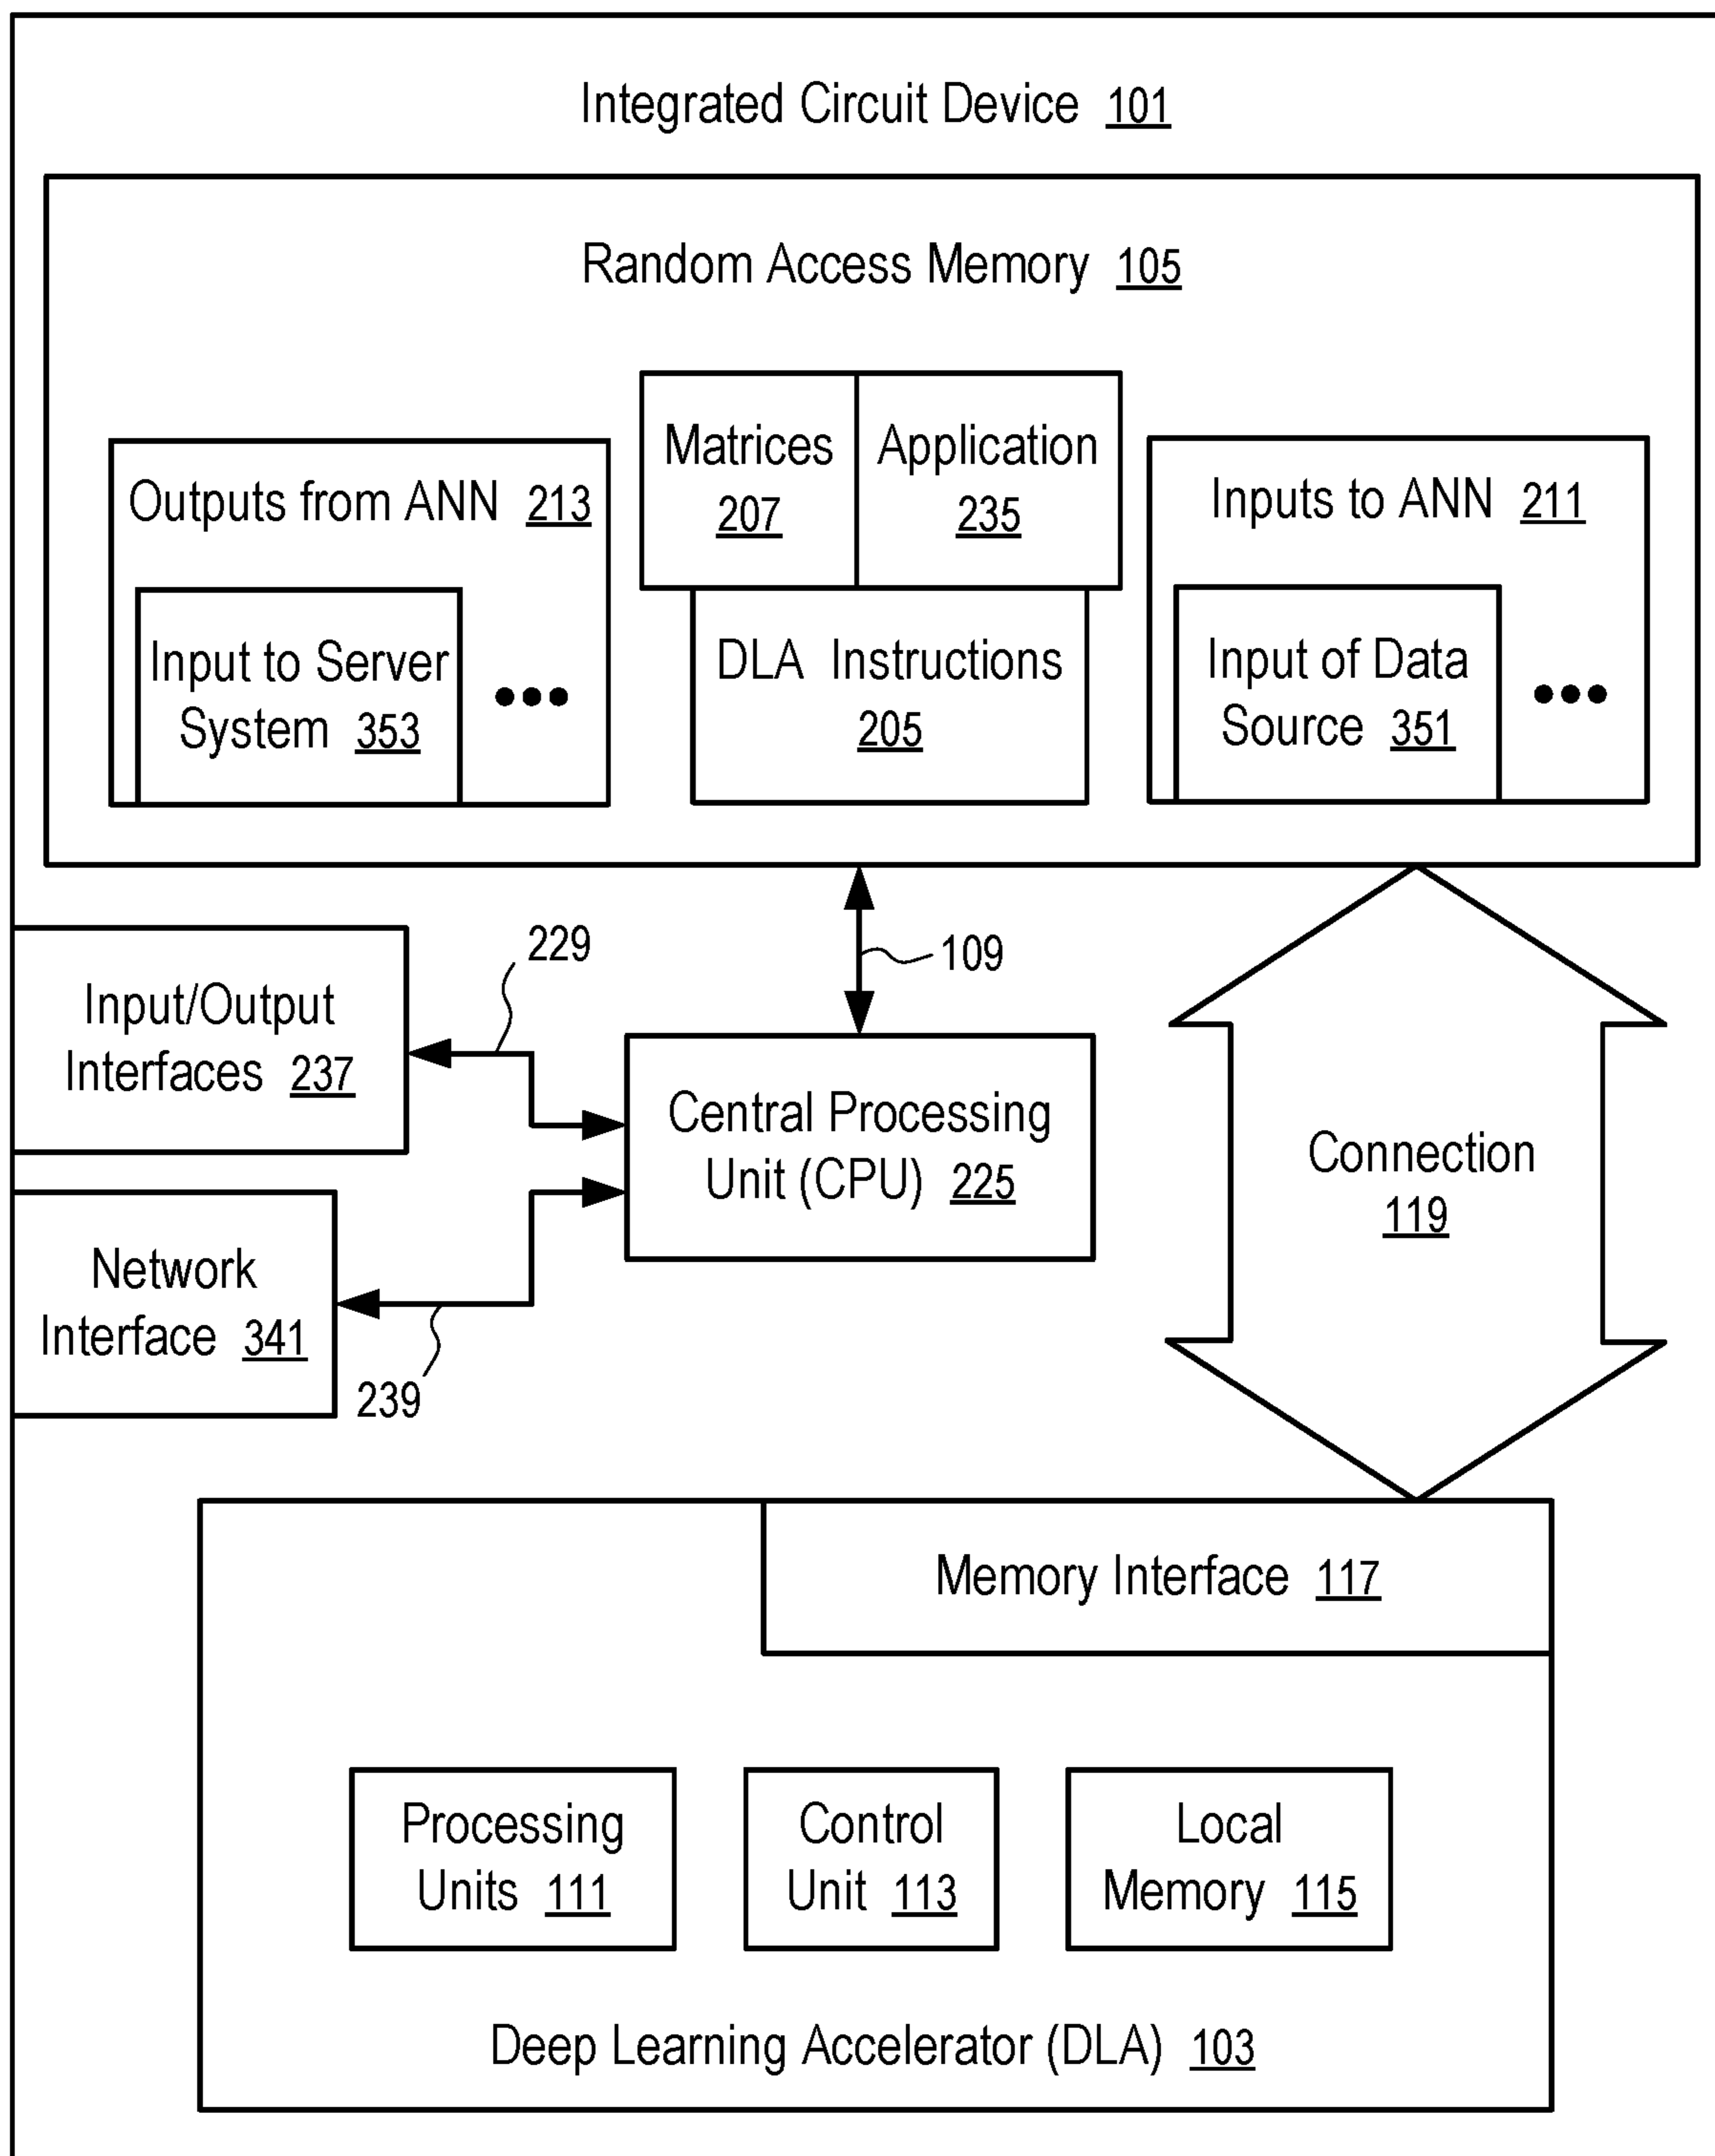 Integrated Circuit Device 101
Random Access Memory 105
Outputs from ANN 213
Input to Server
System 353
•••
Matrices
207
Application
235
DLA Instructions
205
Inputs to ANN 211
Input of Data
Source 351
•••
109
229
Input/Output
Interfaces 237
Central Processing
Unit (CPU) 225
Network
Interface 341
239
Connection
119
Memory Interface 117
Processing
Units 111
Control
Unit 113
Local
Memory 115
Deep Learning Accelerator (DLA) 103